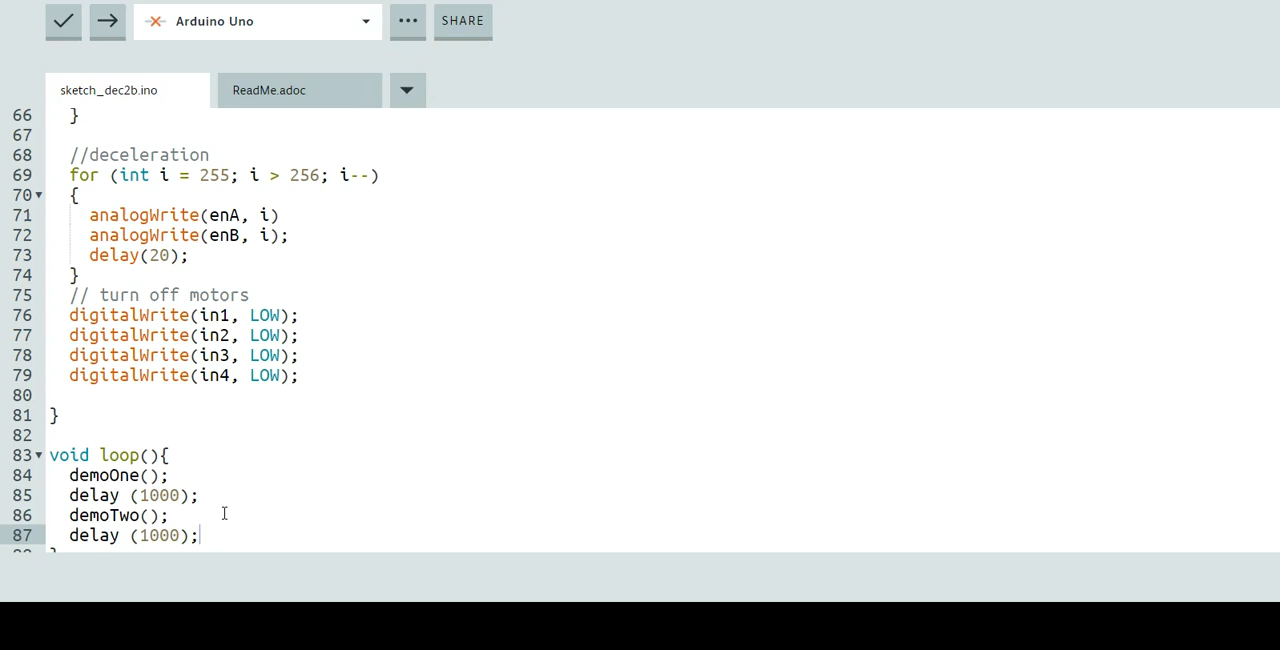 Arduino Uno
SHARE
sketch_dec2b.ino
ReadMe.adoc
66   }
67
68   //deceleration
69   for (int i = 255; i > 256; i--)
70   {
71     analogWrite(enA, i)
72     analogWrite(enB, i);
73     delay(20);
74   }
75   // turn off motors
76   digitalWrite(in1, LOW);
77   digitalWrite(in2, LOW);
78   digitalWrite(in3, LOW);
79   digitalWrite(in4, LOW);
80
81 }
82
83 void loop(){
84   demoOne();
85   delay (1000);
86   demoTwo();
87   delay (1000);